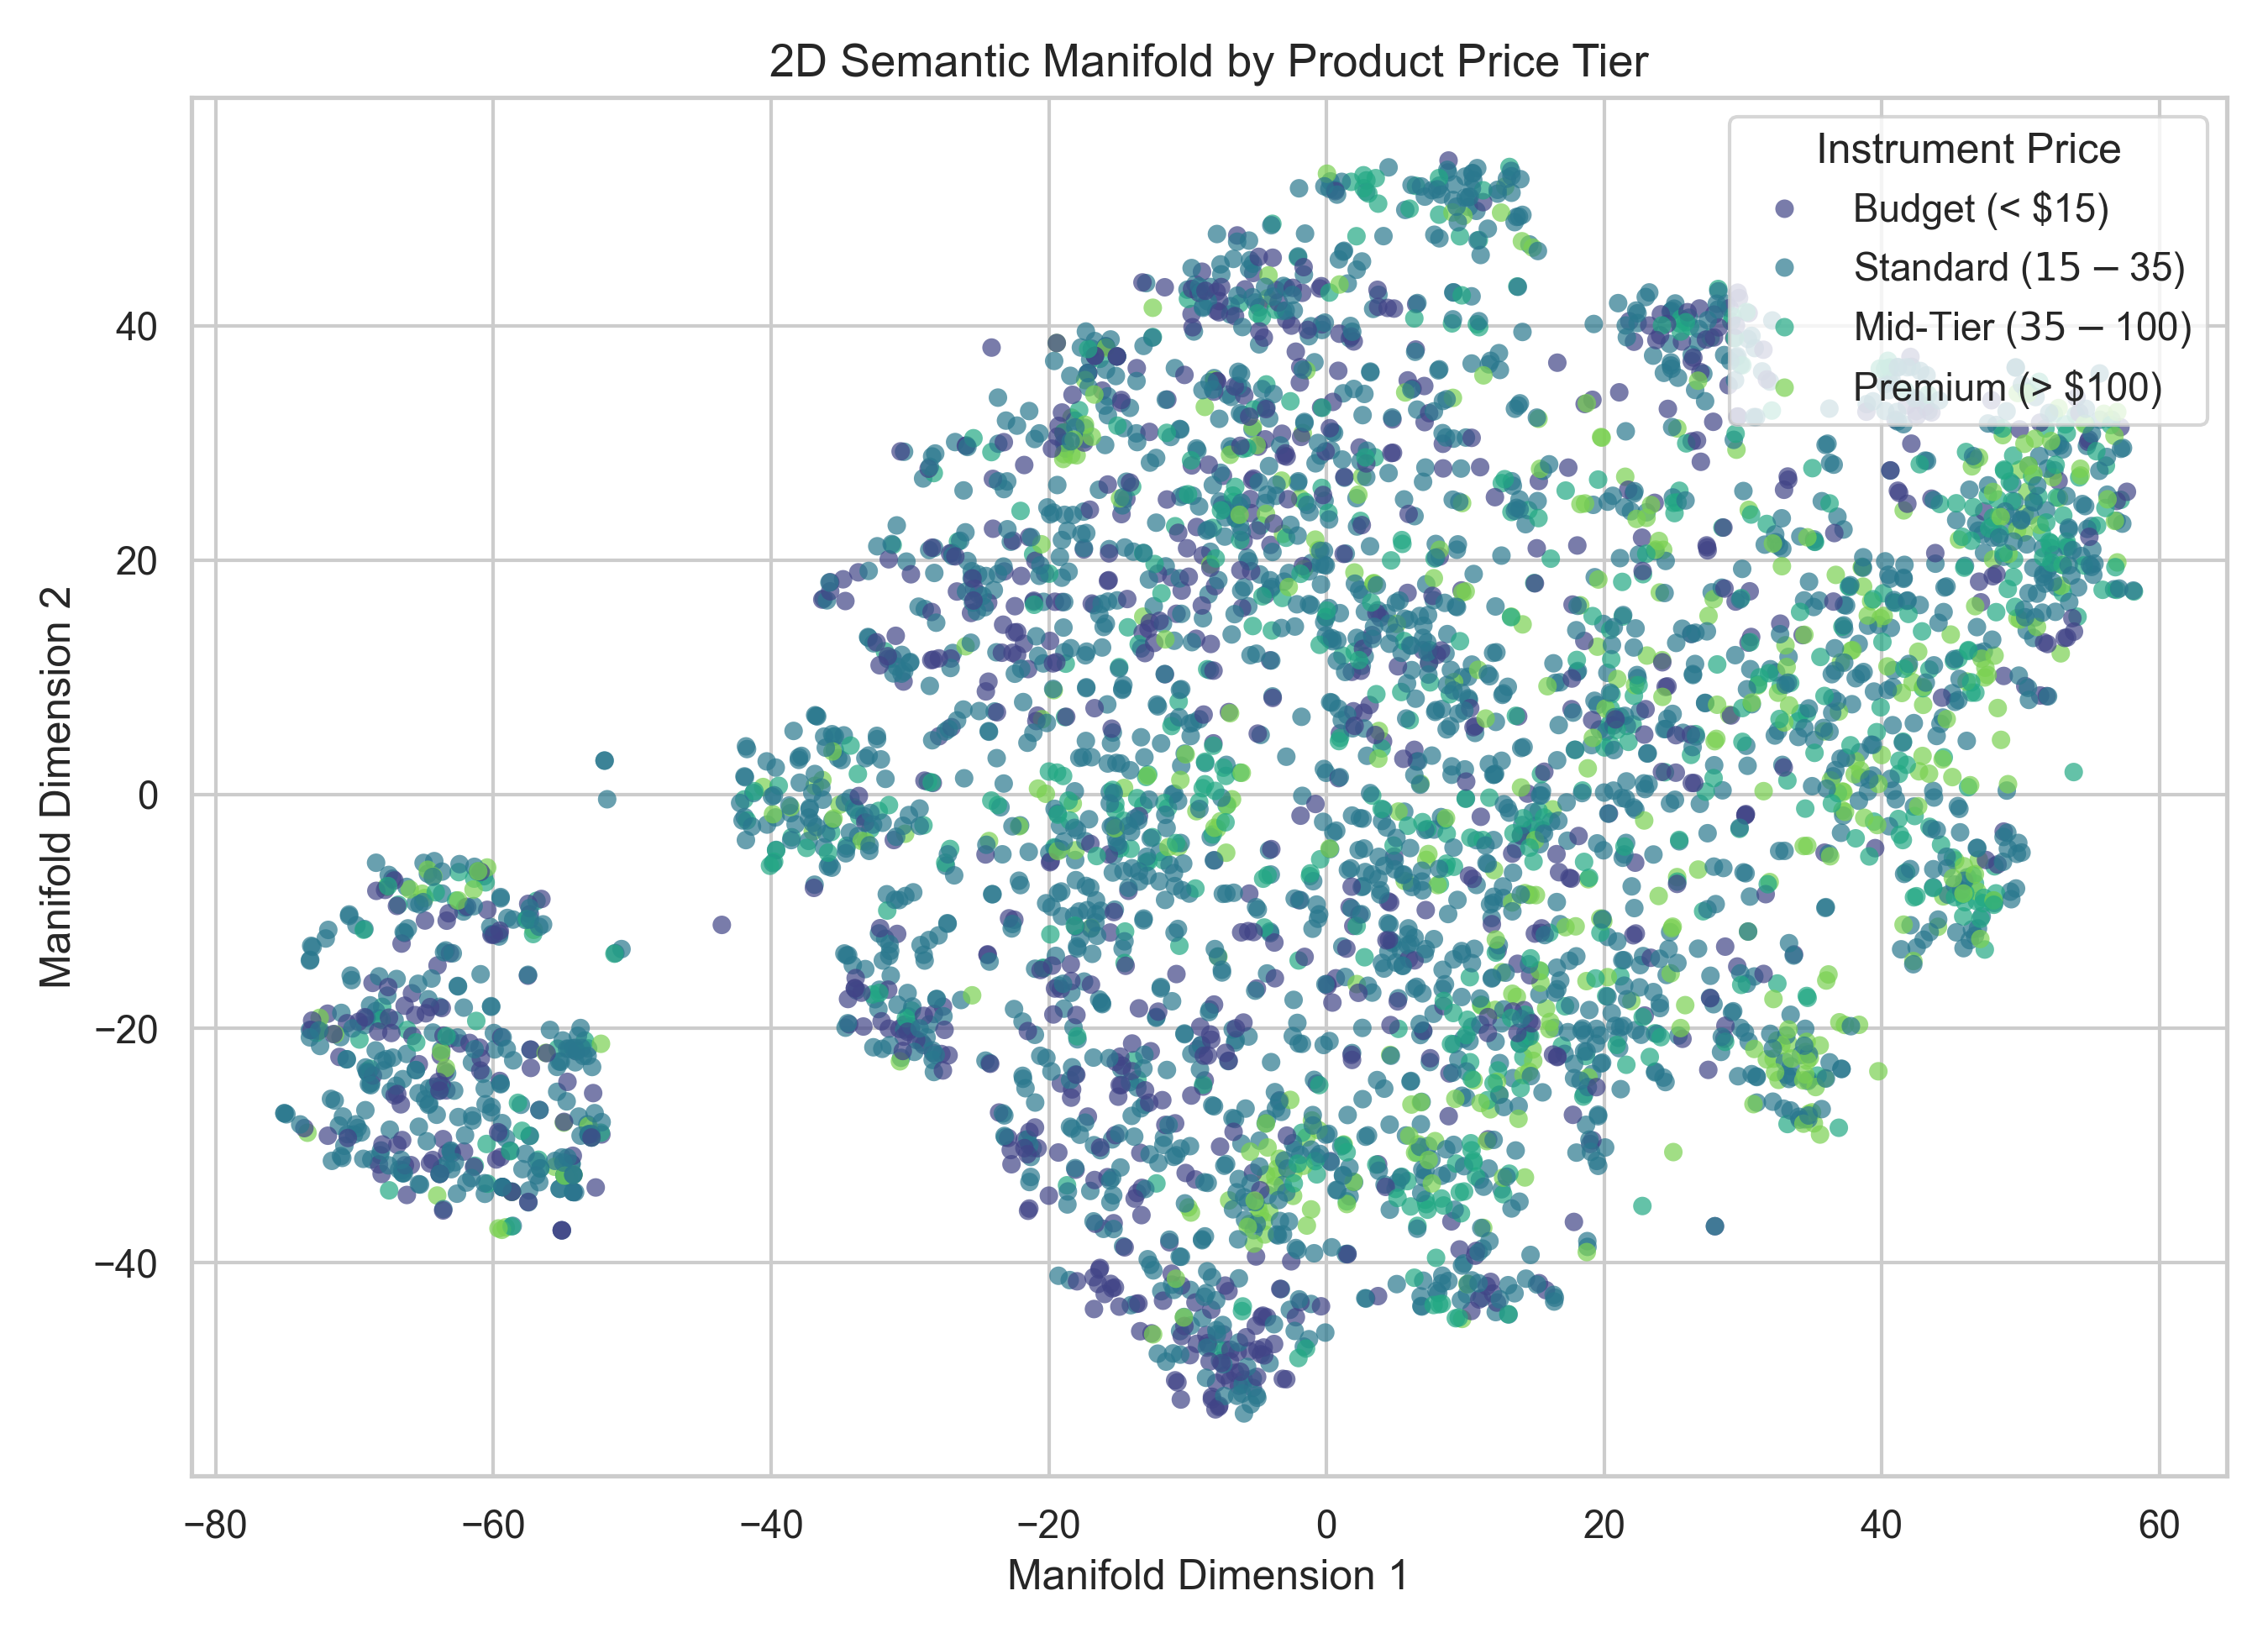 2D Semantic Manifold by Product Price Tier
Instrument Price
Budget (< $15)
Standard (15 − 35)
Mid-Tier (35 − 100)
Premium (> $100)
Manifold Dimension 2
40
20
0
−20
−40
−80 −60 −40 −20 0 20 40 60
Manifold Dimension 1